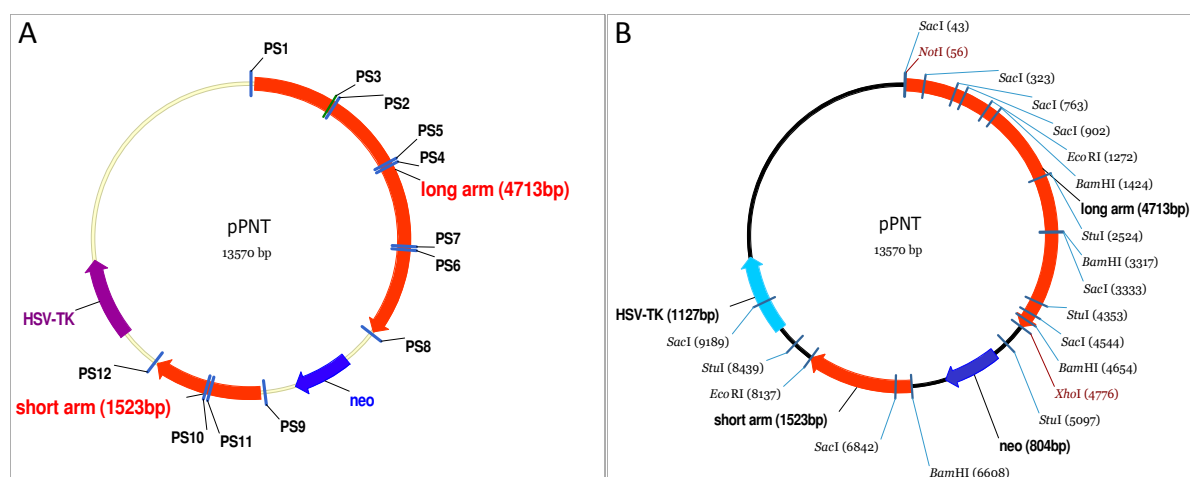 A
PS1
PS3
PS2
PS5
PS4
long arm (4713bp)
pPNT
13570 bp
PS7
PS6
HSV-TK
PS8
PS12
neo
short arm (1523bp)
PS9
PS10
PS11
B
SacI (43)
NotI (56)
SacI (323)
SacI (763)
SacI (902)
EcoRI (1272)
BamHI (1424)
long arm (4713bp)
pPNT
13570 bp
StuI (2524)
BamHI (3317)
SacI (3333)
HSV-TK (1127bp)
StuI (4353)
SacI (9189)
SacI (4544)
StuI (8439)
BamHI (4654)
EcoRI (8137)
XhoI (4776)
short arm (1523bp)
StuI (5097)
SacI (6842)
neo (804bp)
BamHI (6608)